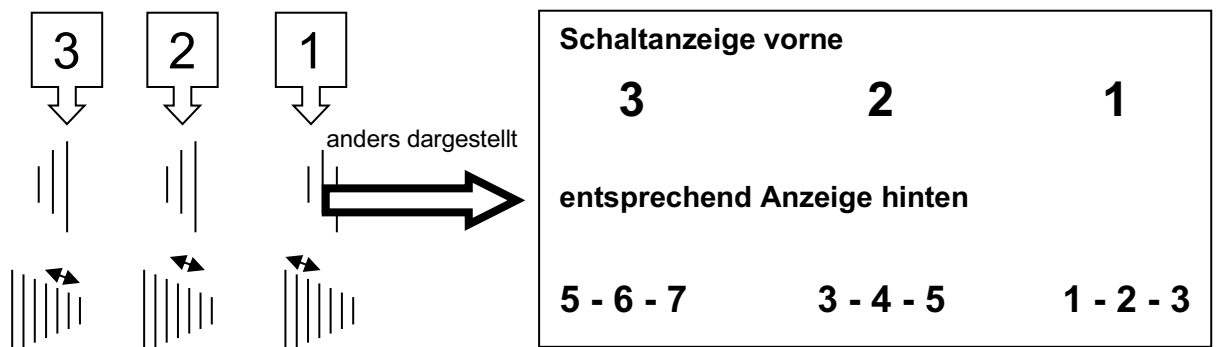 3 2 1
anders dargestellt
Schaltanzeige vorne
3 2 1
entsprechend Anzeige hinten
5 - 6 - 7 3 - 4 - 5 1 - 2 - 3